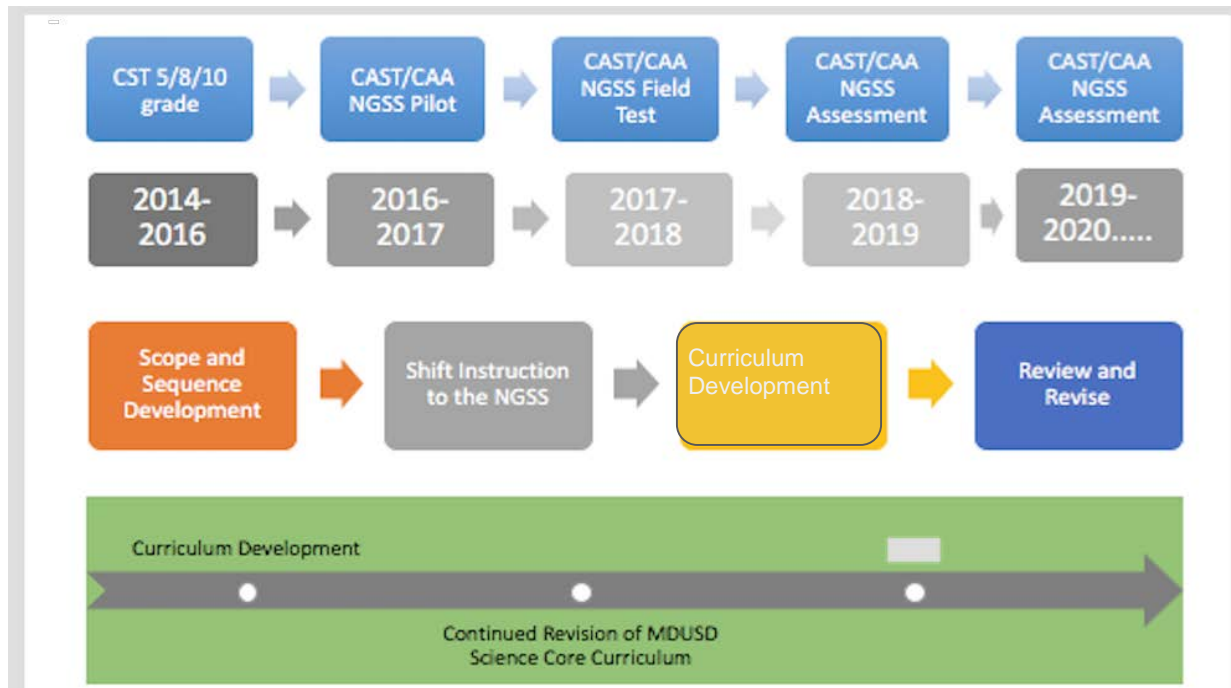 CST 5/8/10
grade
CAST/CAA
NGSS Pilot
CAST/CAA
NGSS Field
Test
CAST/CAA
NGSS
Assessment
CAST/CAA
NGSS
Assessment
2014-
2016
2016-
2017
2017-
2018
2018-
2019
2019-
2020.....
Scope and
Sequence
Development
Shift Instruction
to the NGSS
Curriculum
Development
Review and
Revise
Curriculum Development
Continued Revision of MDUSD
Science Core Curriculum